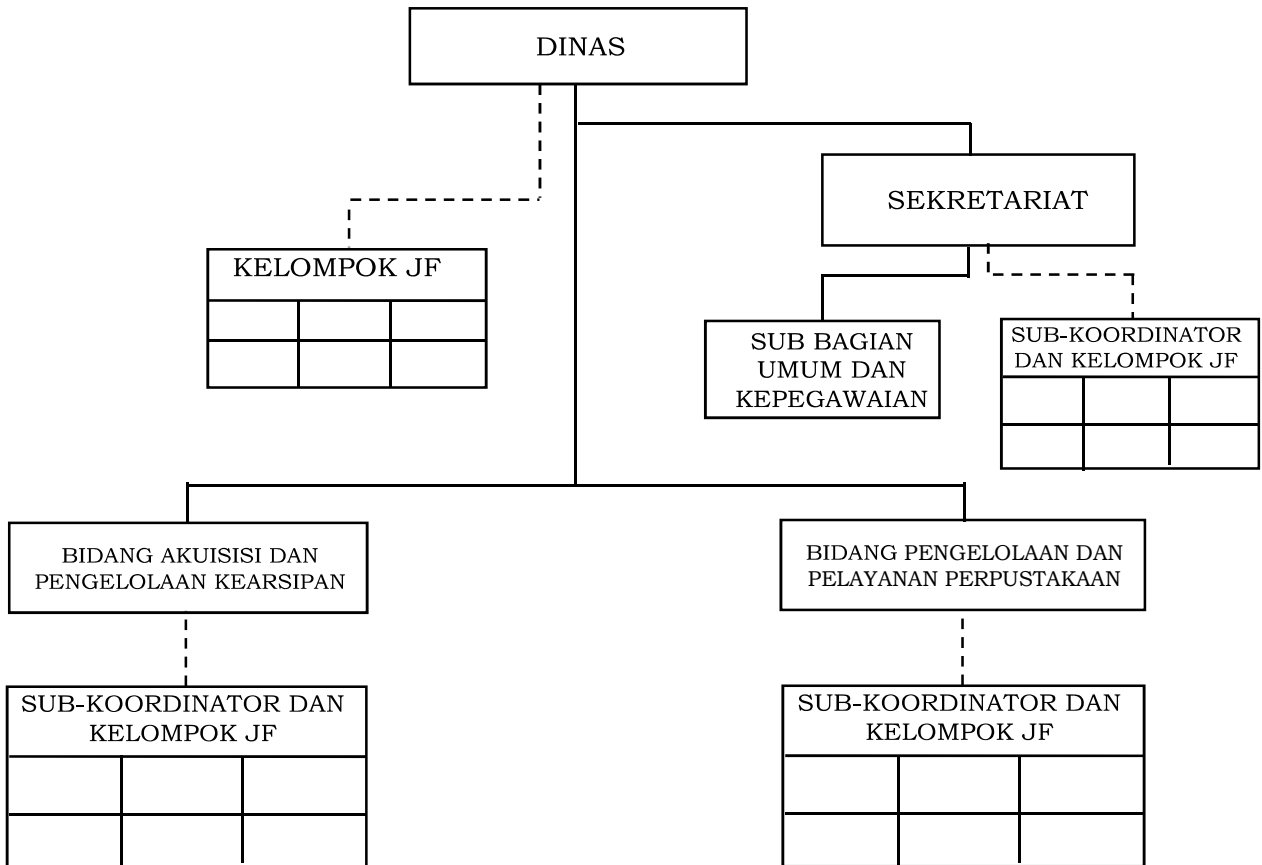 DINAS
SEKRETARIAT
KELOMPOK JF
SUB BAGIAN
UMUM DAN
KEPEGAWAIAN
SUB-KOORDINATOR
DAN KELOMPOK JF
BIDANG AKUISISI DAN
PENGELOLAAN KEARSIPAN
BIDANG PENGELOLAAN DAN
PELAYANAN PERPUSTAKAAN
SUB-KOORDINATOR DAN
KELOMPOK JF
SUB-KOORDINATOR DAN
KELOMPOK JF